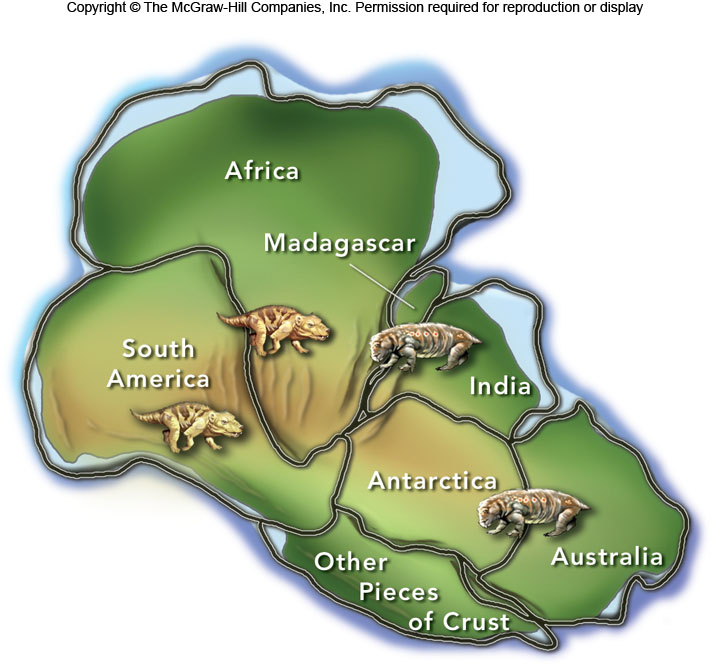 Copyright © The McGraw-Hill Companies, Inc. Permission required for reproduction or display
Africa
Madagascar
South
America
India
Antarctica
Australia
Other
Pieces
of Crust